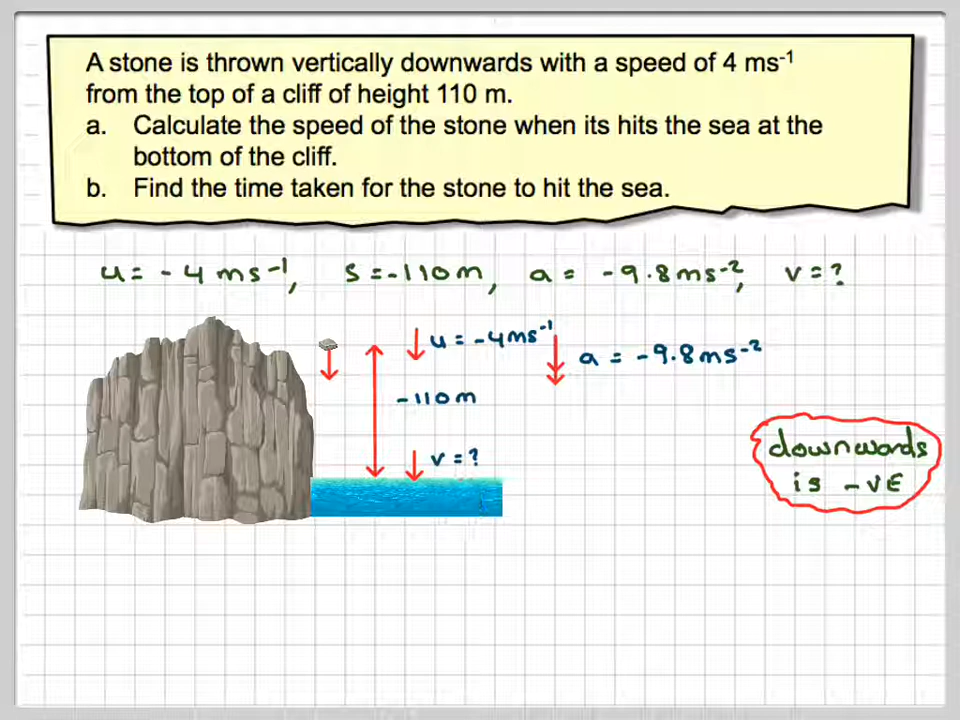 A stone is thrown vertically downwards with a speed of 4 ms⁻¹
from the top of a cliff of height 110 m.
a. Calculate the speed of the stone when its hits the sea at the
bottom of the cliff.
b. Find the time taken for the stone to hit the sea.
u = -4 ms⁻¹, s = -110m, a = -9.8ms⁻², v = ?
u = -4ms⁻¹
a = -9.8ms⁻²
-110m
v = ?
downwards
is -vE